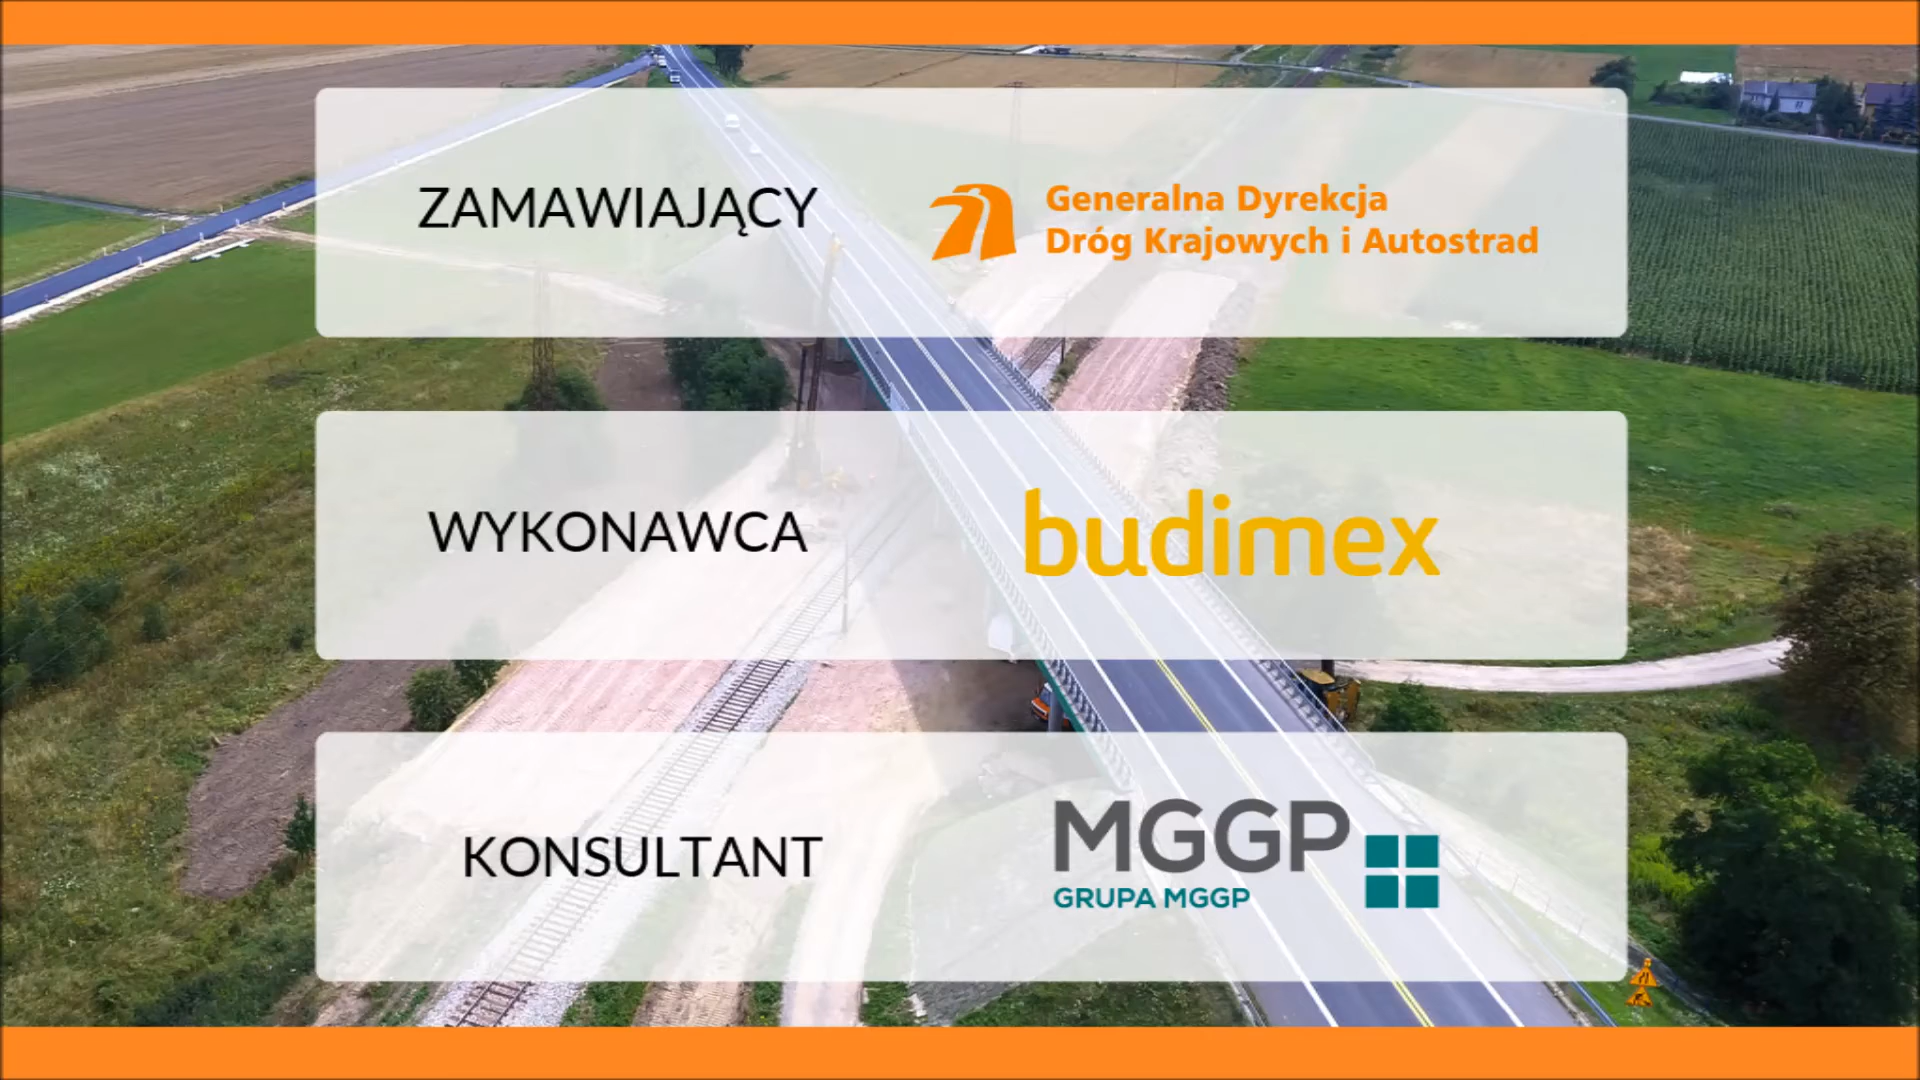 ZAMAWIAJĄCY
Generalna Dyrekcja
Dróg Krajowych i Autostrad
WYKONAWCA
budimex
KONSULTANT
MGGP
GRUPA MGGP